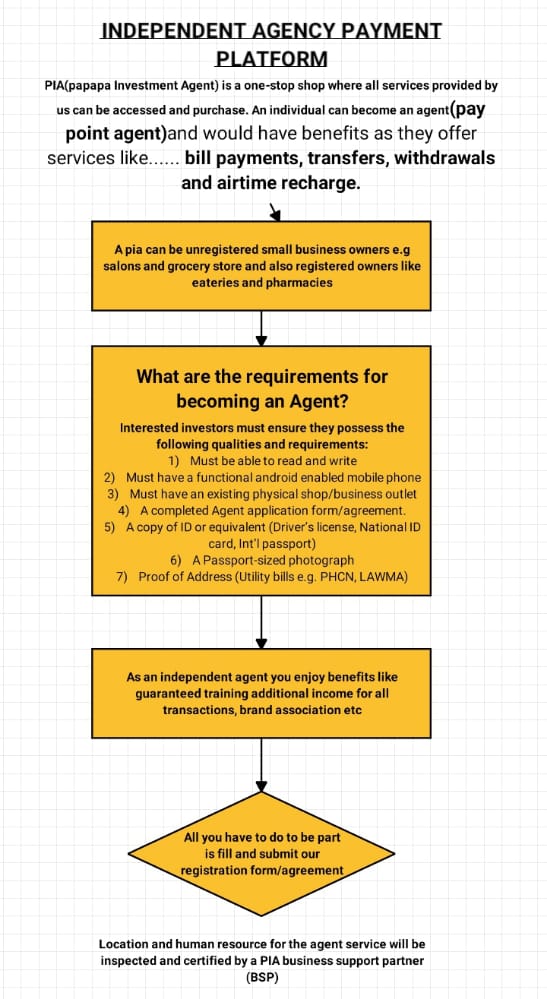 INDEPENDENT AGENCY PAYMENT
PLATFORM
PIA(papapa Investment Agent) is a one-stop shop where all services provided by
us can be accessed and purchase. An individual can become an agent(pay
point agent)and would have benefits as they offer
services like...... bill payments, transfers, withdrawals
and airtime recharge.
A pia can be unregistered small business owners e.g
salons and grocery store and also registered owners like
eateries and pharmacies
What are the requirements for
becoming an Agent?
Interested investors must ensure they possess the
following qualities and requirements:
1) Must be able to read and write
2) Must have a functional android enabled mobile phone
3) Must have an existing physical shop/business outlet
4) A completed Agent application form/agreement.
5) A copy of ID or equivalent (Driver's license, National ID
card, Int'l passport)
6) A Passport-sized photograph
7) Proof of Address (Utility bills e.g. PHCN, LAWMA)
As an independent agent you enjoy benefits like
guaranteed training additional income for all
transactions, brand association etc
All you have to do to be part
is fill and submit our
registration form/agreement
Location and human resource for the agent service will be
inspected and certified by a PIA business support partner
(BSP)